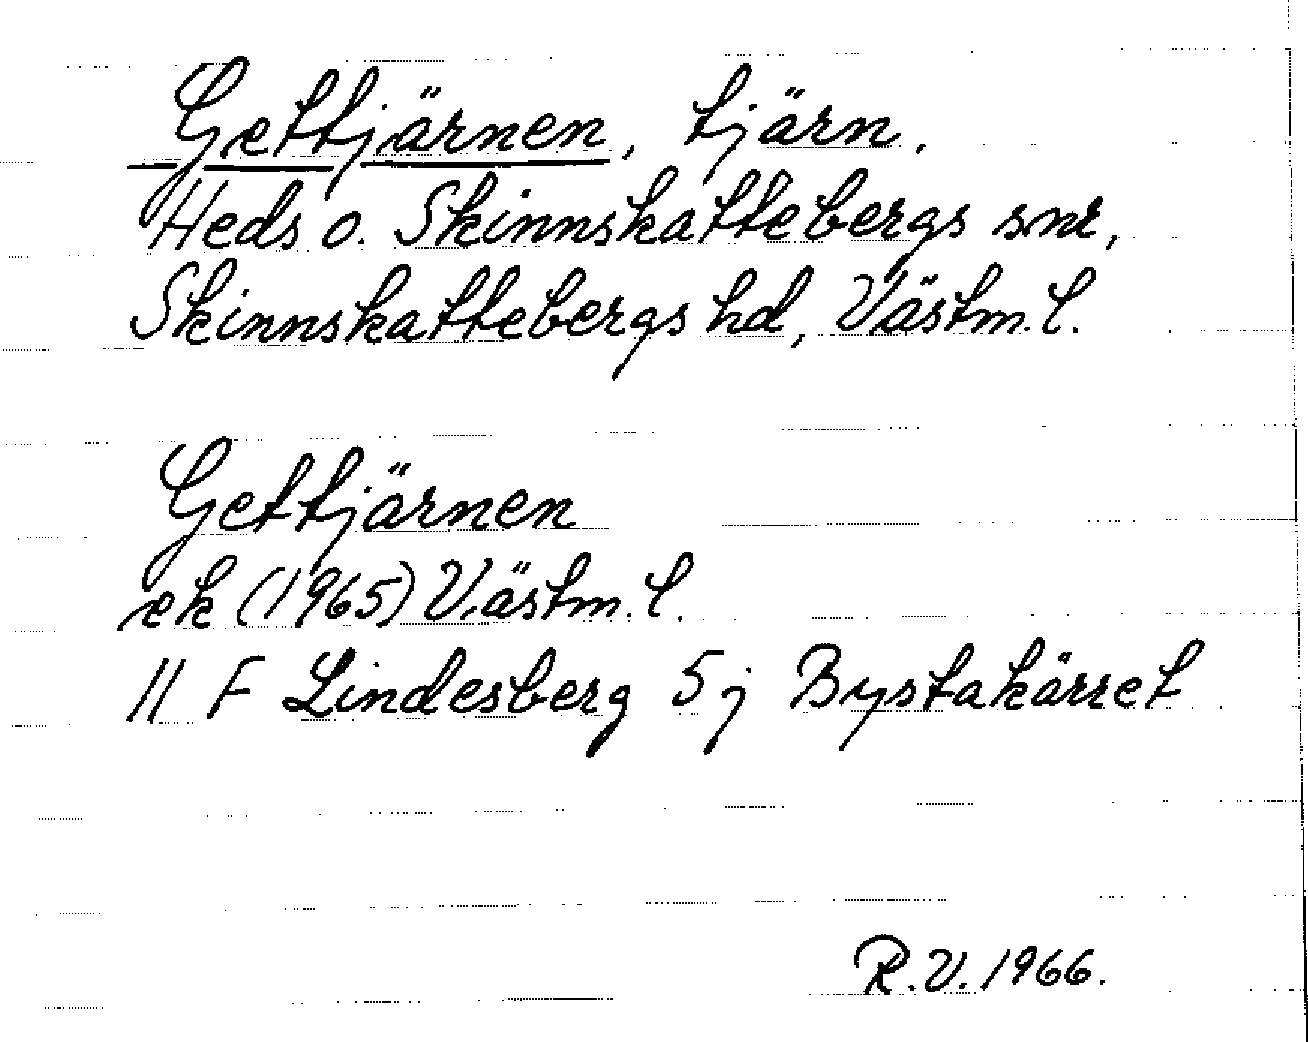 Gettjärnen, tjärn.
Heds o. Skinnskattebergs snr,
Skinnskattebergs hd, Västm. l.
Gettjärnen
ek (1965) Västm. l.
11 F Lindesberg 5 j Bystakärret
R.V. 1966.